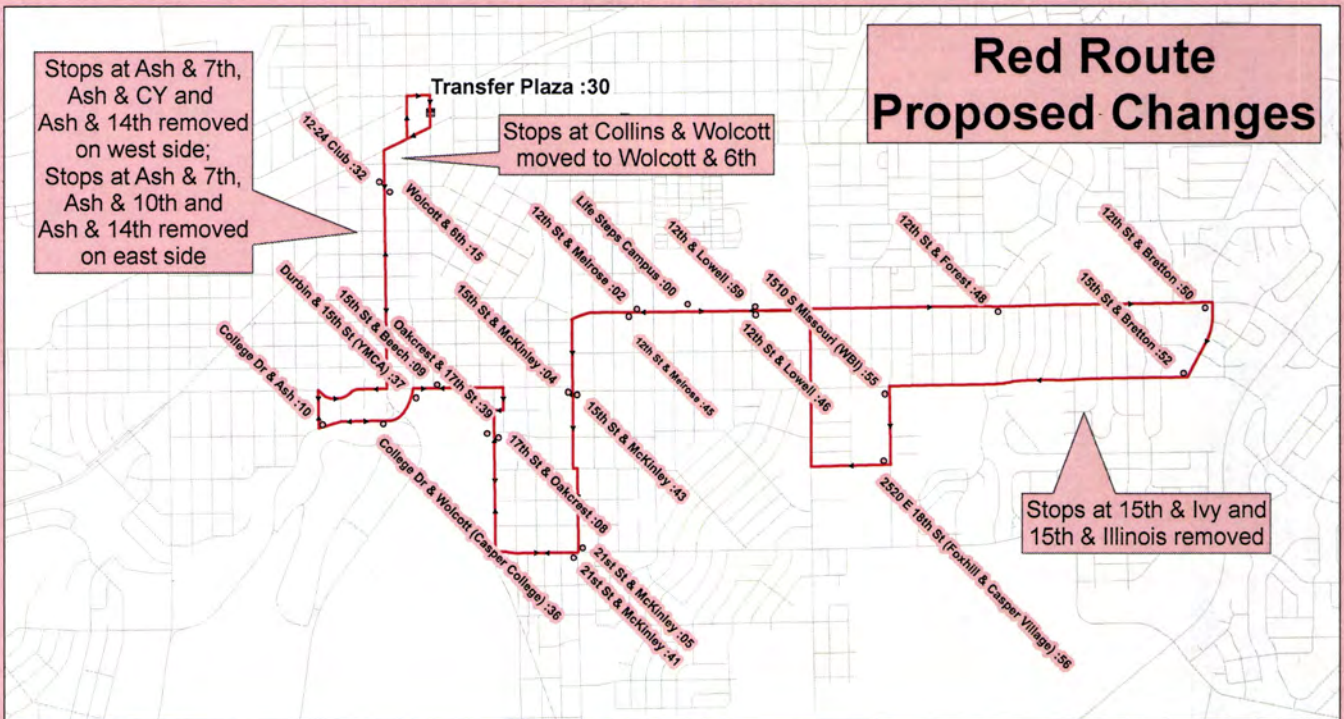 Red Route
Proposed Changes
Stops at Ash & 7th,
Ash & CY and
Ash & 14th removed
on west side;
Stops at Ash & 7th,
Ash & 10th and
Ash & 14th removed
on east side
Transfer Plaza :30
Stops at Collins & Wolcott
moved to Wolcott & 6th
12-24 Club :32
Wolcott & 6th :15
Durbin & 15th St (YMCA) :37
15th St & Beech :09
Oakcrest & 17th St :39
College Dr & Ash :10
15th St & McKinley :04
12th St & Melrose :02
Life Steps Campus :00
12th & Lowell :59
1510 S Missouri (WBI) :55
12th St & Forest :48
12th St & Bretton :50
15th St & Bretton :52
12th St & Melrose :45
12th St & Lowell :46
15th St & McKinley :43
17th St & Oakcrest :08
College Dr & Wolcott (Casper College) :36
21st St & McKinley :05
21st St & McKinley :41
2520 E 18th St (Foxhill & Casper Village) :56
Stops at 15th & Ivy and
15th & Illinois removed